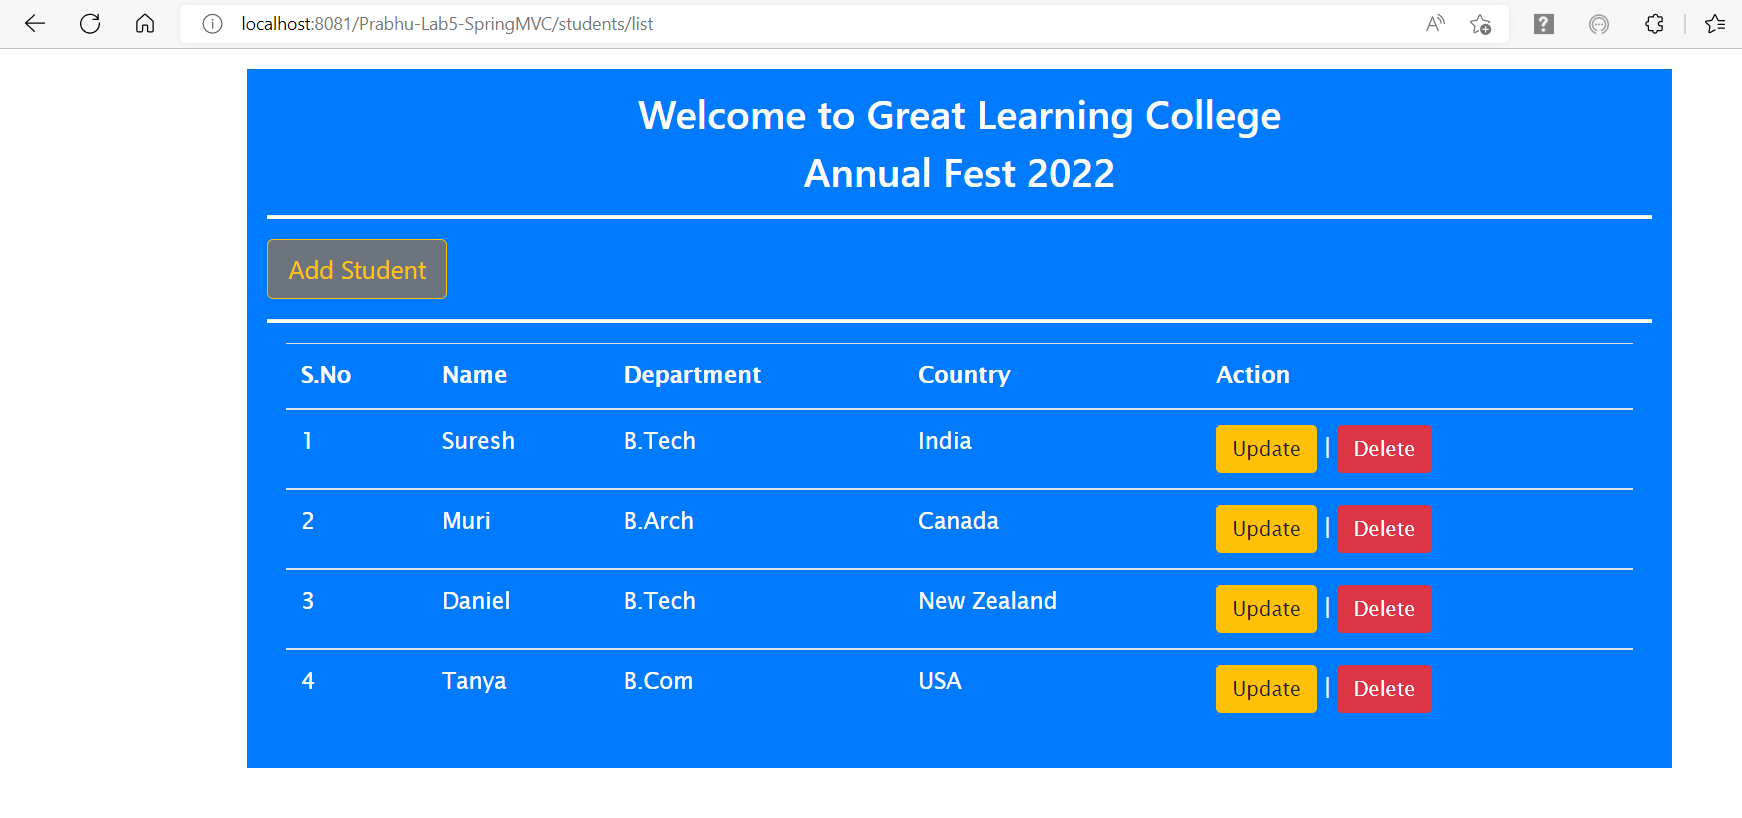 localhost:8081/Prabhu-Lab5-SpringMVC/students/list
Welcome to Great Learning College
Annual Fest 2022
Add Student
S.No Name Department Country Action
1 Suresh B.Tech India Update | Delete
2 Muri B.Arch Canada Update | Delete
3 Daniel B.Tech New Zealand Update | Delete
4 Tanya B.Com USA Update | Delete